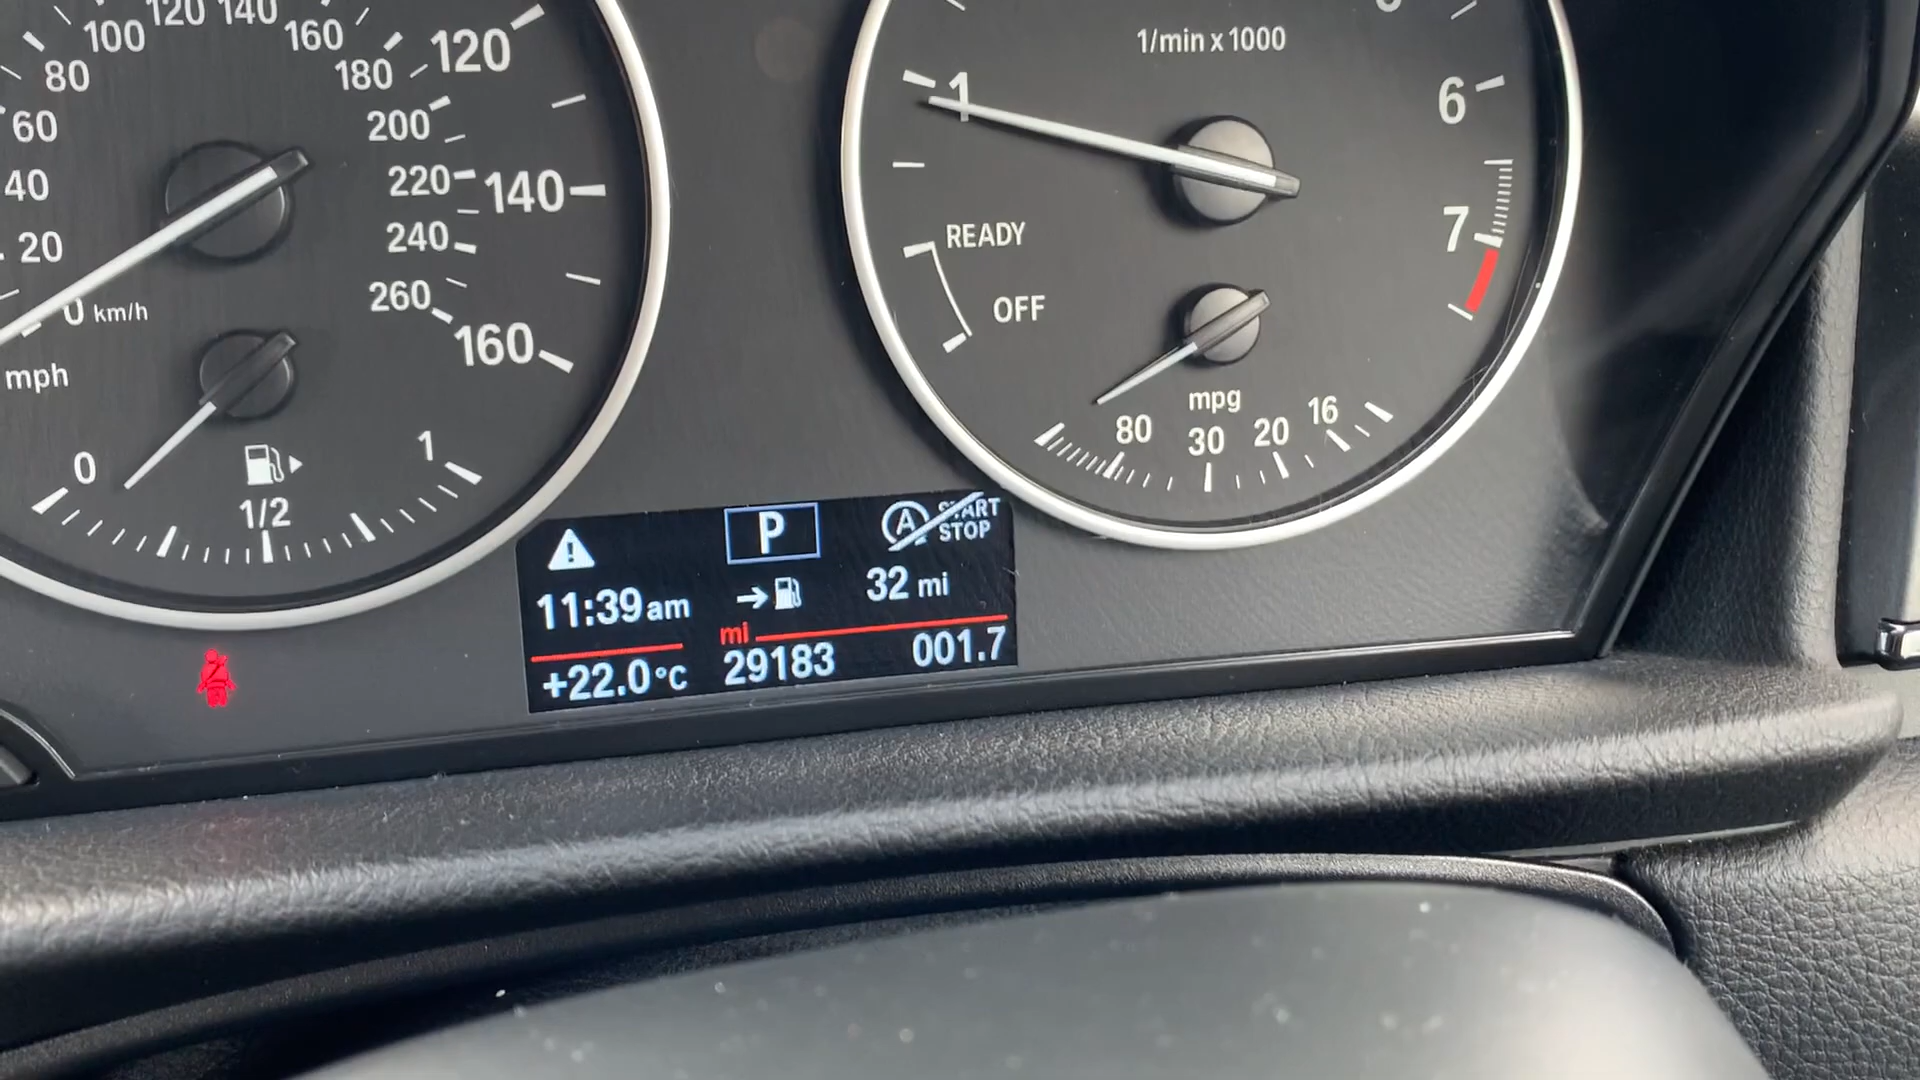 120 140
100 160
80 180 120
60 200
40 220 140
20 240
0 km/h 260
mph 160
0 1
1/2
1/min x 1000
1 6
READY 7
OFF
mpg
80 30 20 16
P A START STOP
11:39 am 32 mi
mi
+22.0°C 29183 001.7